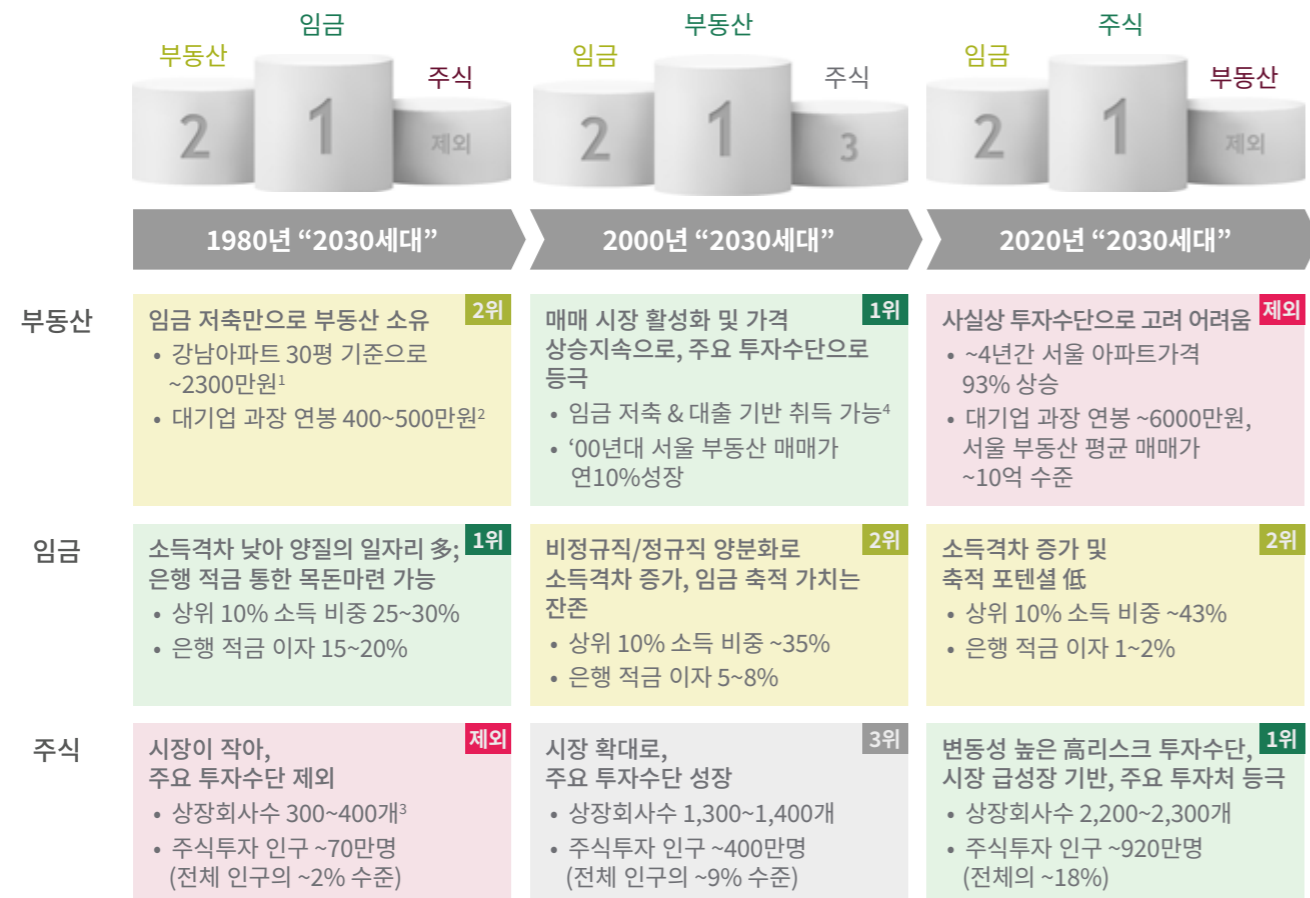 임금
부동산
주식
2
1
제외
부동산
임금
주식
2
1
3
주식
임금
부동산
2
1
제외
1980년 “2030세대”
2000년 “2030세대”
2020년 “2030세대”
부동산
임금 저축만으로 부동산 소유
2위
• 강남아파트 30평 기준으로
~2300만원¹
• 대기업 과장 연봉 400~500만원²
매매 시장 활성화 및 가격
1위
상승지속으로, 주요 투자수단으로
등극
• 임금 저축 & 대출 기반 취득 가능⁴
• ‘00년대 서울 부동산 매매가
연10%성장
사실상 투자수단으로 고려 어려움
제외
• ~4년간 서울 아파트가격
93% 상승
• 대기업 과장 연봉 ~6000만원,
서울 부동산 평균 매매가
~10억 수준
임금
소득격차 낮아 양질의 일자리 多;
1위
은행 적금 통한 목돈마련 가능
• 상위 10% 소득 비중 25~30%
• 은행 적금 이자 15~20%
비정규직/정규직 양분화로
2위
소득격차 증가, 임금 축적 가치는
잔존
• 상위 10% 소득 비중 ~35%
• 은행 적금 이자 5~8%
소득격차 증가 및
2위
축적 포텐셜 低
• 상위 10% 소득 비중 ~43%
• 은행 적금 이자 1~2%
주식
시장이 작아,
제외
주요 투자수단 제외
• 상장회사수 300~400개³
• 주식투자 인구 ~70만명
(전체 인구의 ~2% 수준)
시장 확대로,
3위
주요 투자수단 성장
• 상장회사수 1,300~1,400개
• 주식투자 인구 ~400만명
(전체 인구의 ~9% 수준)
변동성 높은 高리스크 투자수단,
1위
시장 급성장 기반, 주요 투자처 등극
• 상장회사수 2,200~2,300개
• 주식투자 인구 ~920만명
(전체의 ~18%)